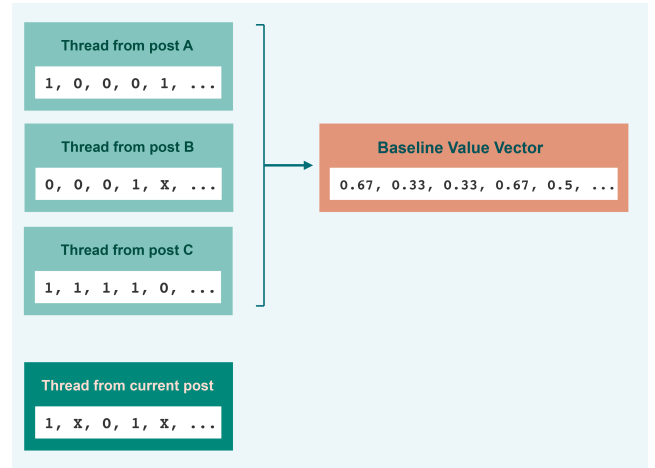 Thread from post A
1, 0, 0, 0, 1, ...
Thread from post B
0, 0, 0, 1, X, ...
Thread from post C
1, 1, 1, 1, 0, ...
Baseline Value Vector
0.67, 0.33, 0.33, 0.67, 0.5, ...
Thread from current post
1, X, 0, 1, X, ...